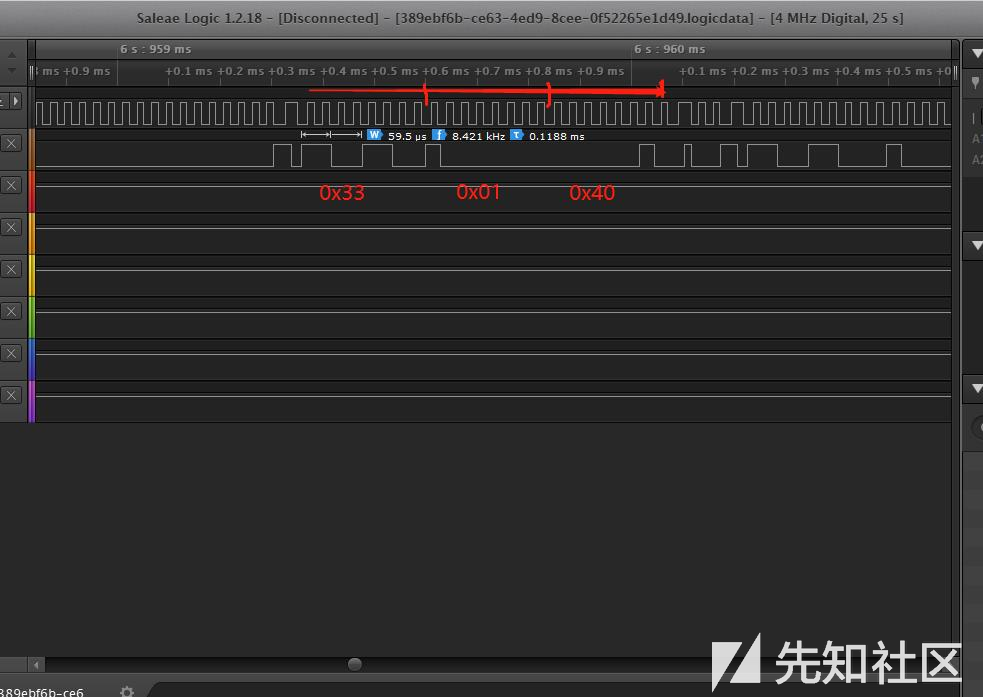 Saleae Logic 1.2.18 - [Disconnected] - [389ebf6b-ce63-4ed9-8cee-0f52265e1d49.logicdata] - [4 MHz Digital, 25 s]
6 s : 959 ms 6 s : 960 ms
ms +0.9 ms +0.1 ms +0.2 ms +0.3 ms +0.4 ms +0.5 ms +0.6 ms +0.7 ms +0.8 ms +0.9 ms +0.1 ms +0.2 ms +0.3 ms +0.4 ms +0.5 ms +0
W 59.5 µs f 8.421 kHz T 0.1188 ms
0x33 0x01 0x40
先知社区
389ebf6b-ce6